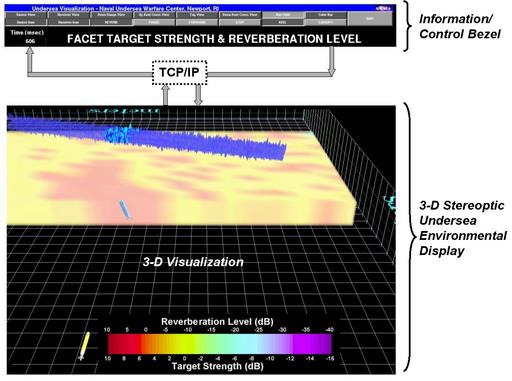 Undersea Visualization - Naval Undersea Warfare Center, Newport, RI
Time (msec)
606
FACET TARGET STRENGTH & REVERBERATION LEVEL
Information/
Control Bezel
TCP/IP
meters
3-D Stereoptic
Undersea
Environmental
Display
3-D Visualization
Reverberation Level (dB)
10 5 0 -5 -10 -15 -20 -25 -30 -35 -40
10 8 6 4 2 0 -2 -4 -6 -8 -10 -12 -14 -16
Target Strength (dB)